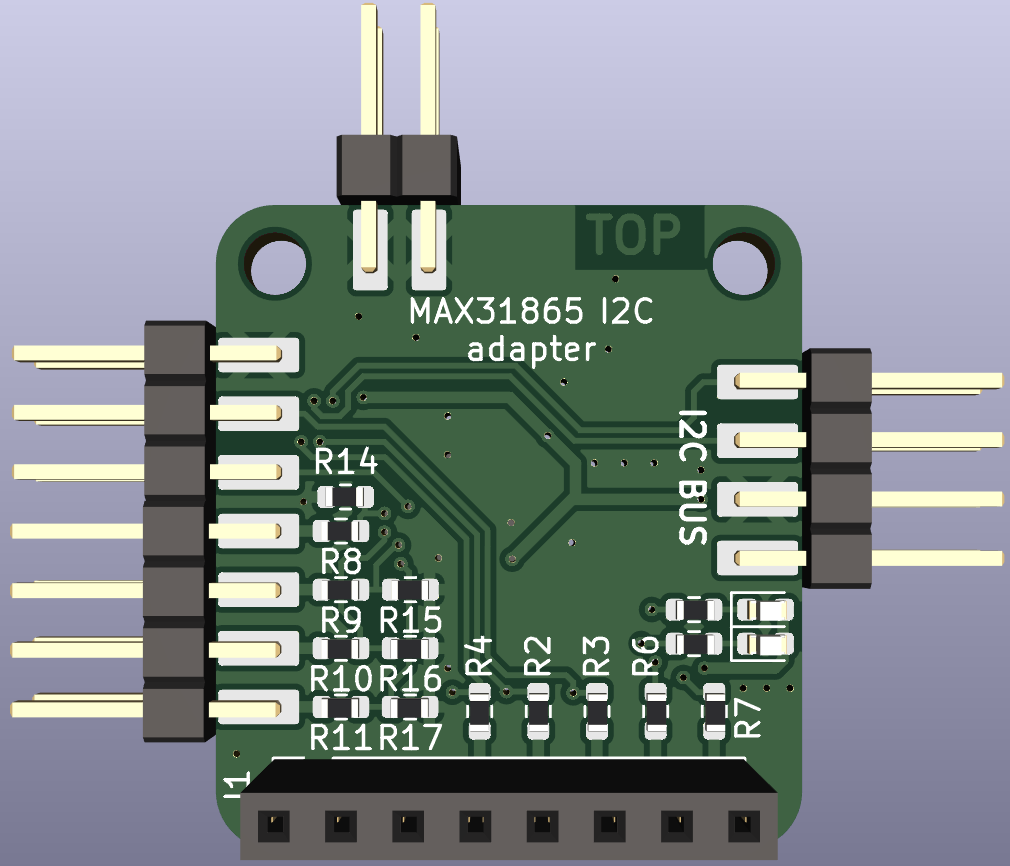 TOP
MAX31865 I2C
adapter
I2C BUS
R14
R8
R9 R15
R10 R16
R11 R17
R4 R2 R3 R6
R7